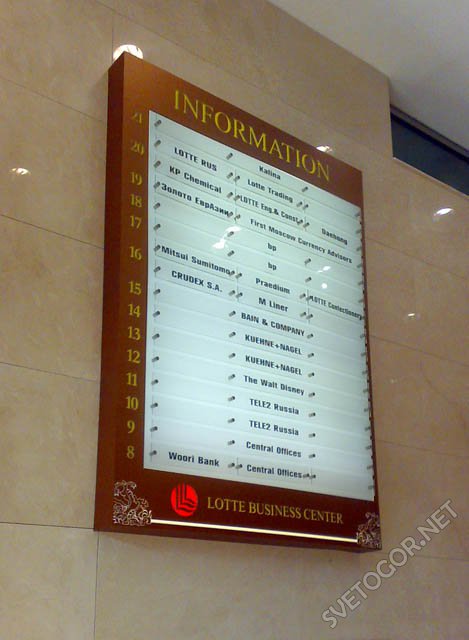 INFORMATION
21 Kalina
20 LOTTE RUS Lotte Trading
KP Chemical LOTTE Eng.& Const. Daehong
19 Золото ЕврАзии First Moscow Currency Advisors
18 bp
17 bp
16 Mitsui Sumitomo Praedium LOTTE Confectionery
CRUDEX S.A. M Liner
15 BAIN & COMPANY
14 KUEHNE+NAGEL
13 KUEHNE+NAGEL
12 The Walt Disney
11 TELE2 Russia
10 TELE2 Russia
9 Central Offices
8 Woori Bank Central Offices
LOTTE BUSINESS CENTER
SVETOGOR.NET